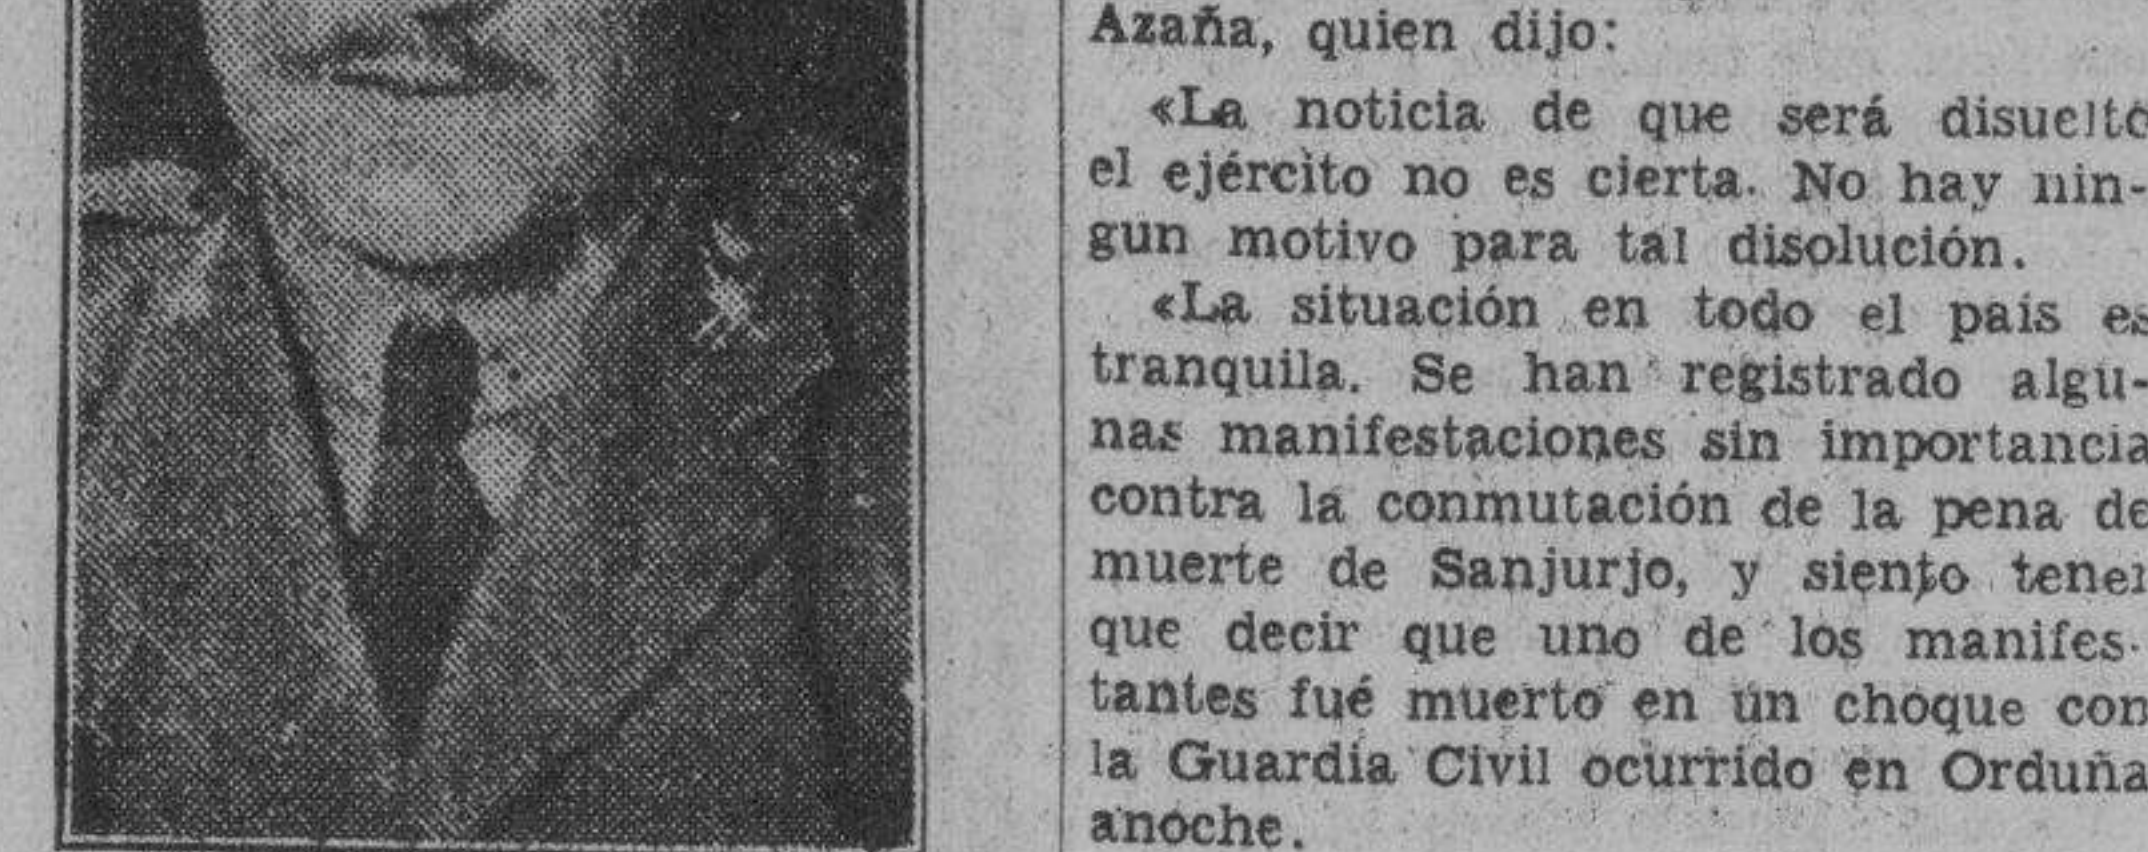 Azaña, quien dijo:
«La noticia de que será disuelto
el ejército no es cierta. No hay nin-
gun motivo para tal disolución.
«La situación en todo el país es
tranquila. Se han registrado algu-
nas manifestaciones sin importancia
contra la conmutación de la pena de
muerte de Sanjurjo, y siento tener
que decir que uno de los manifes-
tantes fué muerto en un choque con
la Guardia Civil ocurrido en Orduña
anoche.